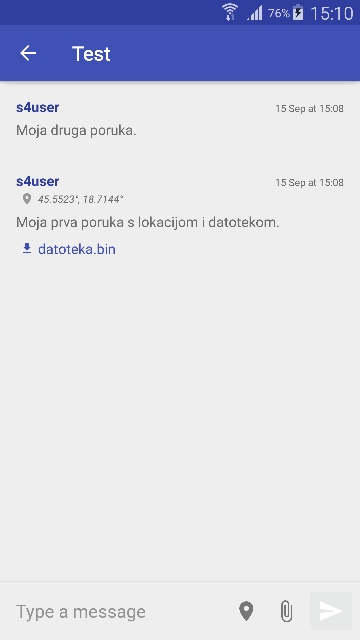 76% 15:10
Test
s4user 15 Sep at 15:08
Moja druga poruka.
s4user 15 Sep at 15:08
45.5523°, 18.7144°
Moja prva poruka s lokacijom i datotekom.
datoteka.bin
Type a message